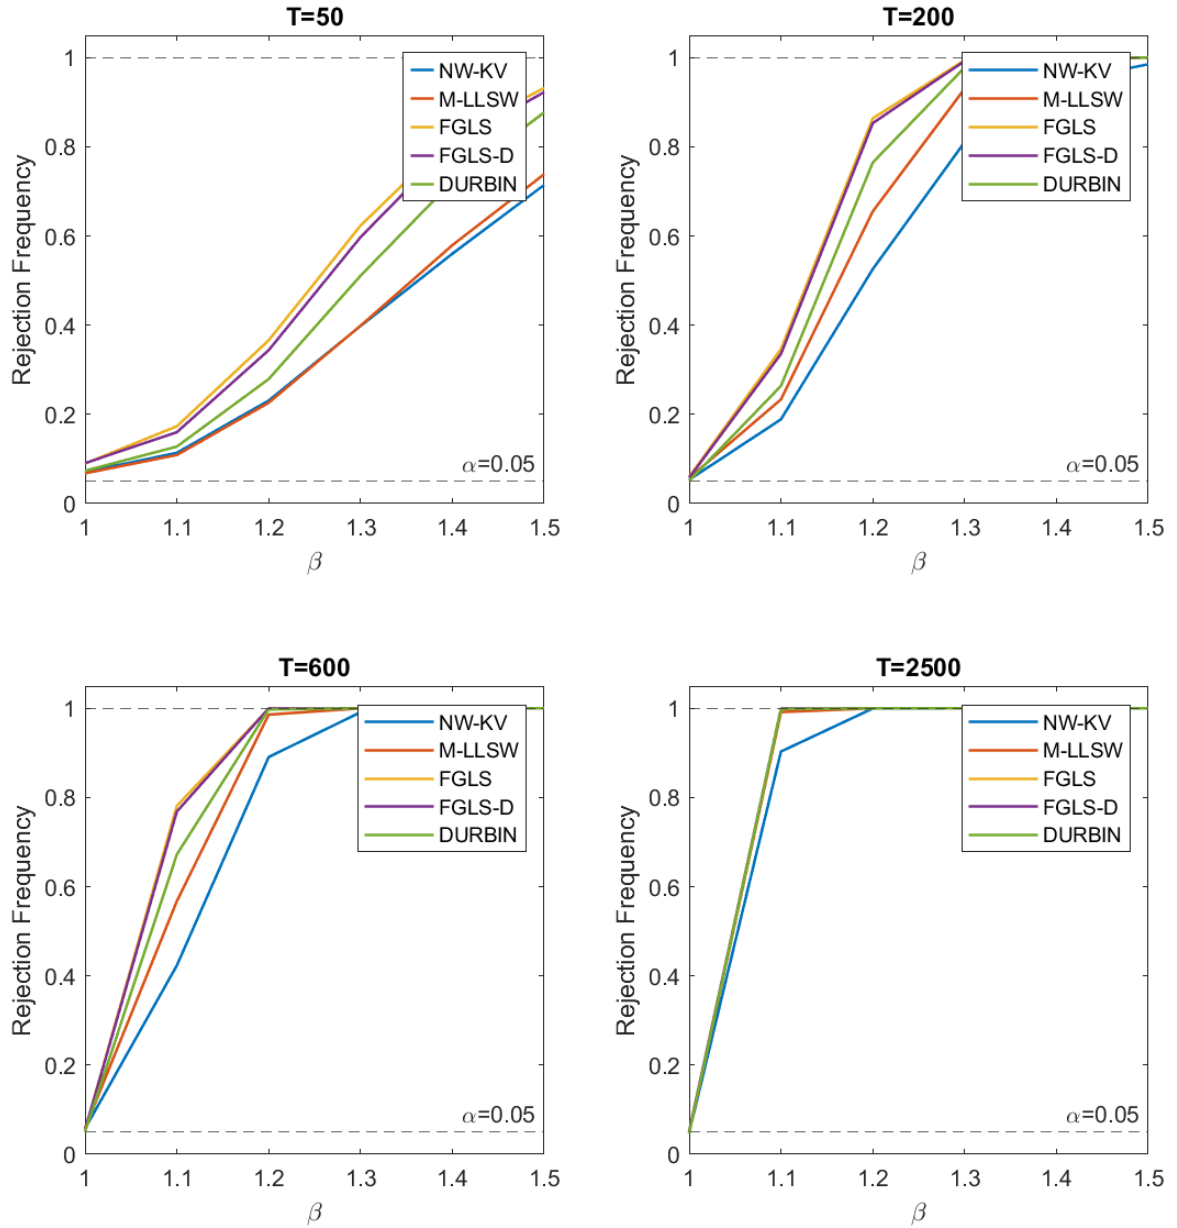 T=50
1
0.8
0.6
0.4
0.2
0
Rejection Frequency
NW-KV
M-LLSW
FGLS
FGLS-D
DURBIN
α=0.05
1 1.1 1.2 1.3 1.4 1.5
β
T=200
1
0.8
0.6
0.4
0.2
0
Rejection Frequency
NW-KV
M-LLSW
FGLS
FGLS-D
DURBIN
α=0.05
1 1.1 1.2 1.3 1.4 1.5
β
T=600
1
0.8
0.6
0.4
0.2
0
Rejection Frequency
NW-KV
M-LLSW
FGLS
FGLS-D
DURBIN
α=0.05
1 1.1 1.2 1.3 1.4 1.5
β
T=2500
1
0.8
0.6
0.4
0.2
0
Rejection Frequency
NW-KV
M-LLSW
FGLS
FGLS-D
DURBIN
α=0.05
1 1.1 1.2 1.3 1.4 1.5
β